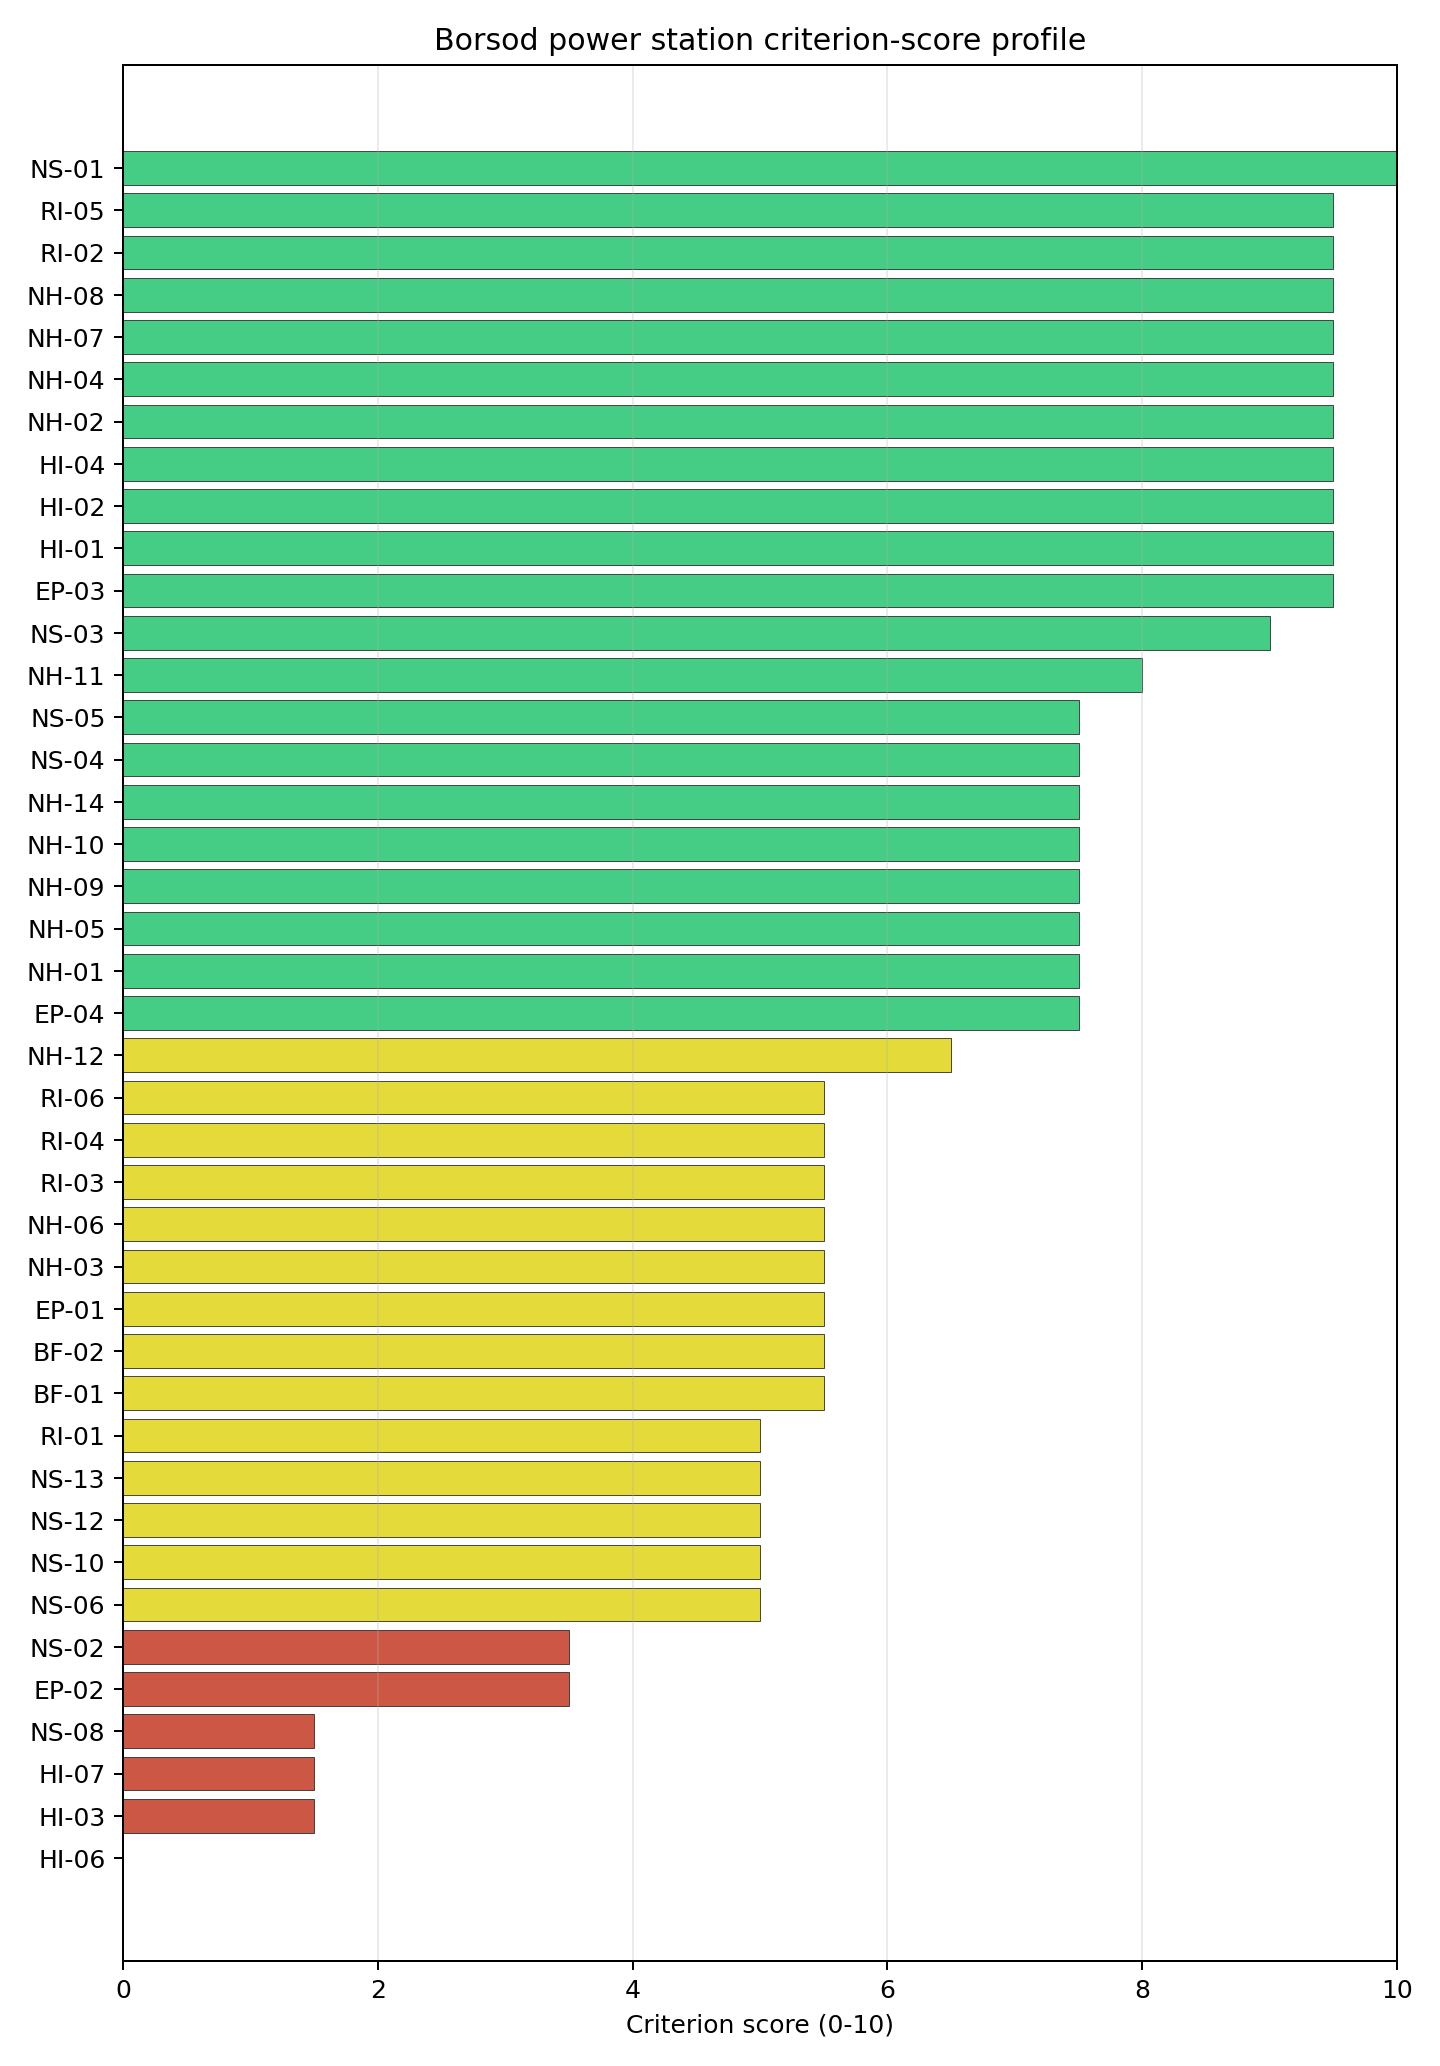 Borsod power station criterion-score profile
NS-01
RI-05
RI-02
NH-08
NH-07
NH-04
NH-02
HI-04
HI-02
HI-01
EP-03
NS-03
NH-11
NS-05
NS-04
NH-14
NH-10
NH-09
NH-05
NH-01
EP-04
NH-12
RI-06
RI-04
RI-03
NH-06
NH-03
EP-01
BF-02
BF-01
RI-01
NS-13
NS-12
NS-10
NS-06
NS-02
EP-02
NS-08
HI-07
HI-03
HI-06
0 2 4 6 8 10
Criterion score (0-10)